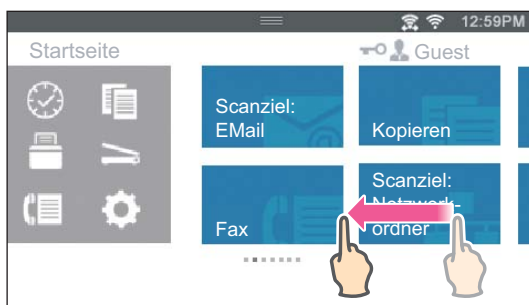 12:59PM
Startseite
Guest
Scanziel:
EMail
Kopieren
Fax
Scanziel:
Netzwerk-
ordner